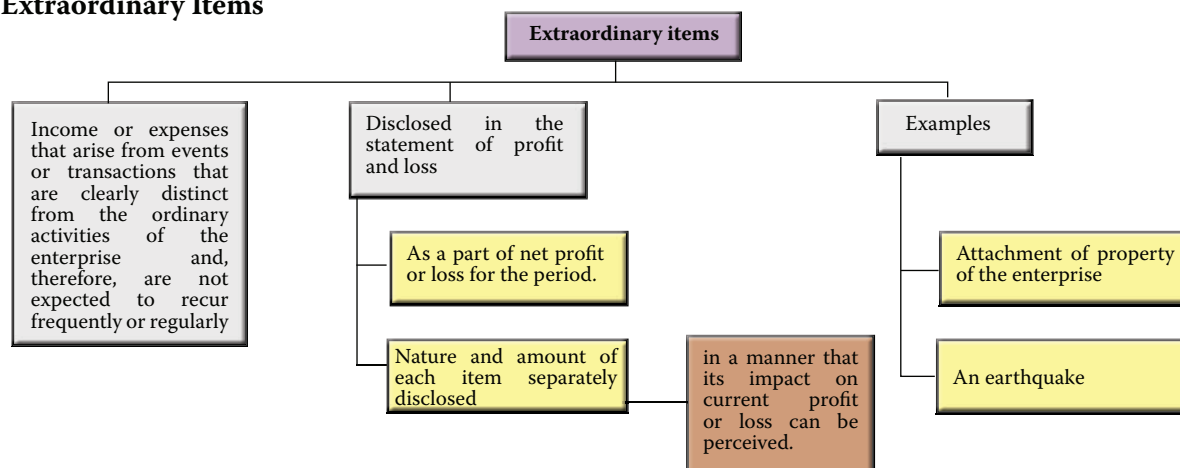 Extraordinary Items
Extraordinary items
Income or expenses
that arise from events
or transactions that
are clearly distinct
from the ordinary
activities of the
enterprise and,
therefore, are not
expected to recur
frequently or regularly
Disclosed in the
statement of profit
and loss
As a part of net profit
or loss for the period.
Nature and amount of
each item separately
disclosed
in a manner that
its impact on
current profit
or loss can be
perceived.
Examples
Attachment of property
of the enterprise
An earthquake